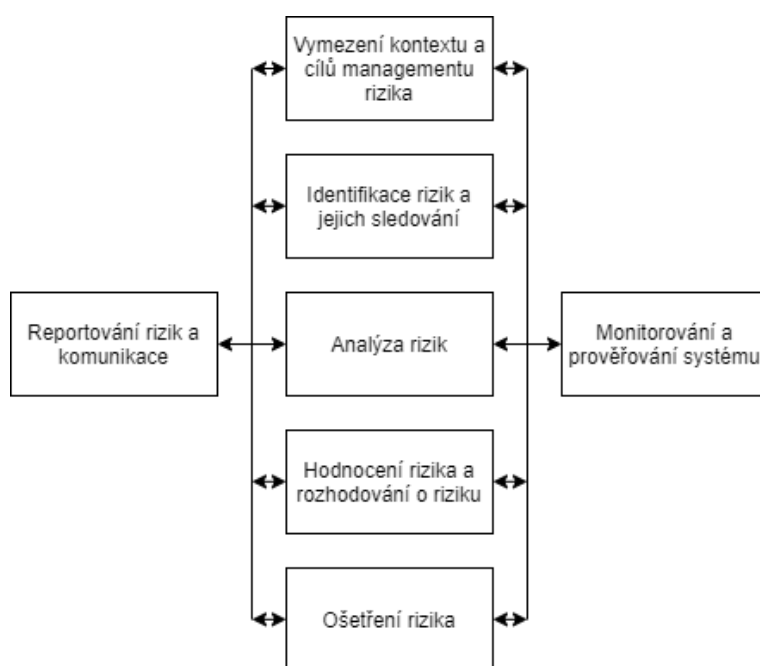 Vymezení kontextu a
cílů managementu
rizika
Identifikace rizik a
jejich sledování
Reportování rizik a
komunikace
Analýza rizik
Monitorování a
prověřování systému
Hodnocení rizika a
rozhodování o riziku
Ošetření rizika